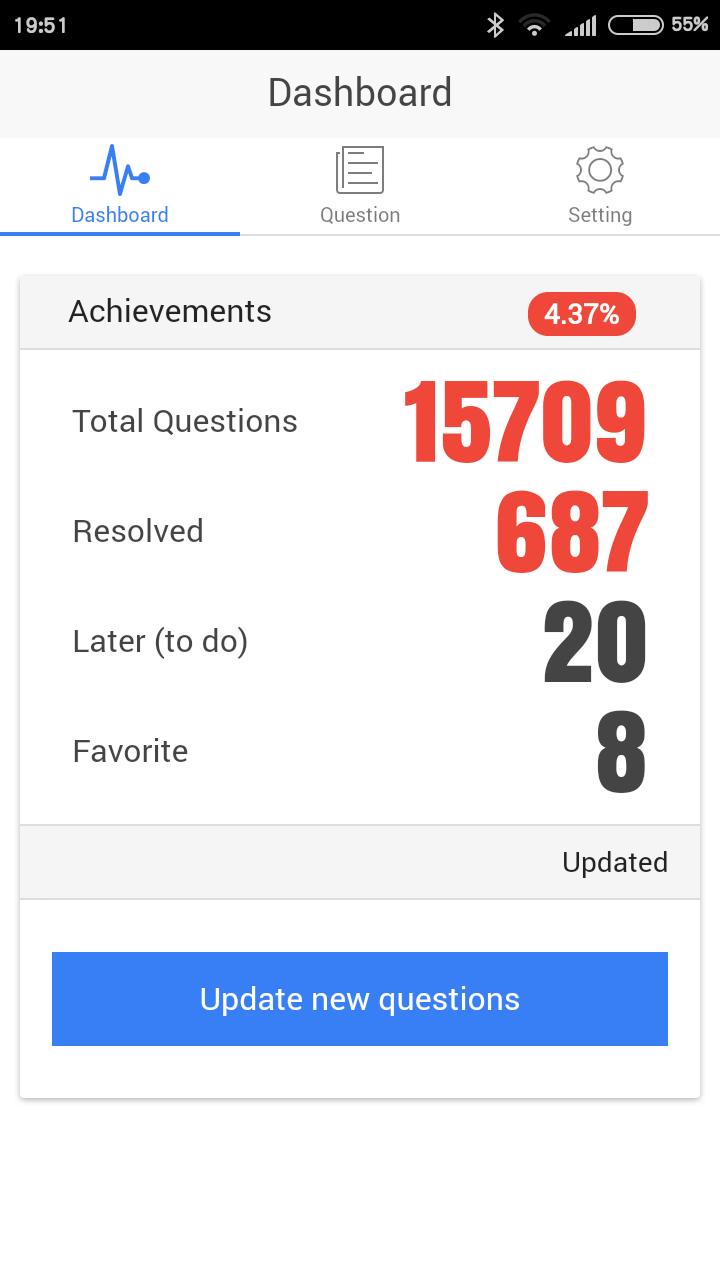 19:51 55%
Dashboard
Dashboard Question Setting
Achievements 4.37%
Total Questions 15709
Resolved 687
Later (to do) 20
Favorite 8
Updated
Update new questions